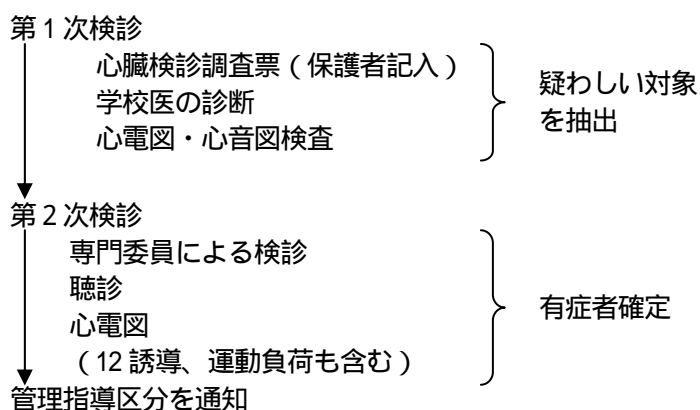 第1次検診
心臓検診調査票（保護者記入）
学校医の診断
心電図・心音図検査
疑わしい対象
を抽出
第2次検診
専門委員による検診
聴診
心電図
（12誘導、運動負荷も含む）
有症者確定
管理指導区分を通知